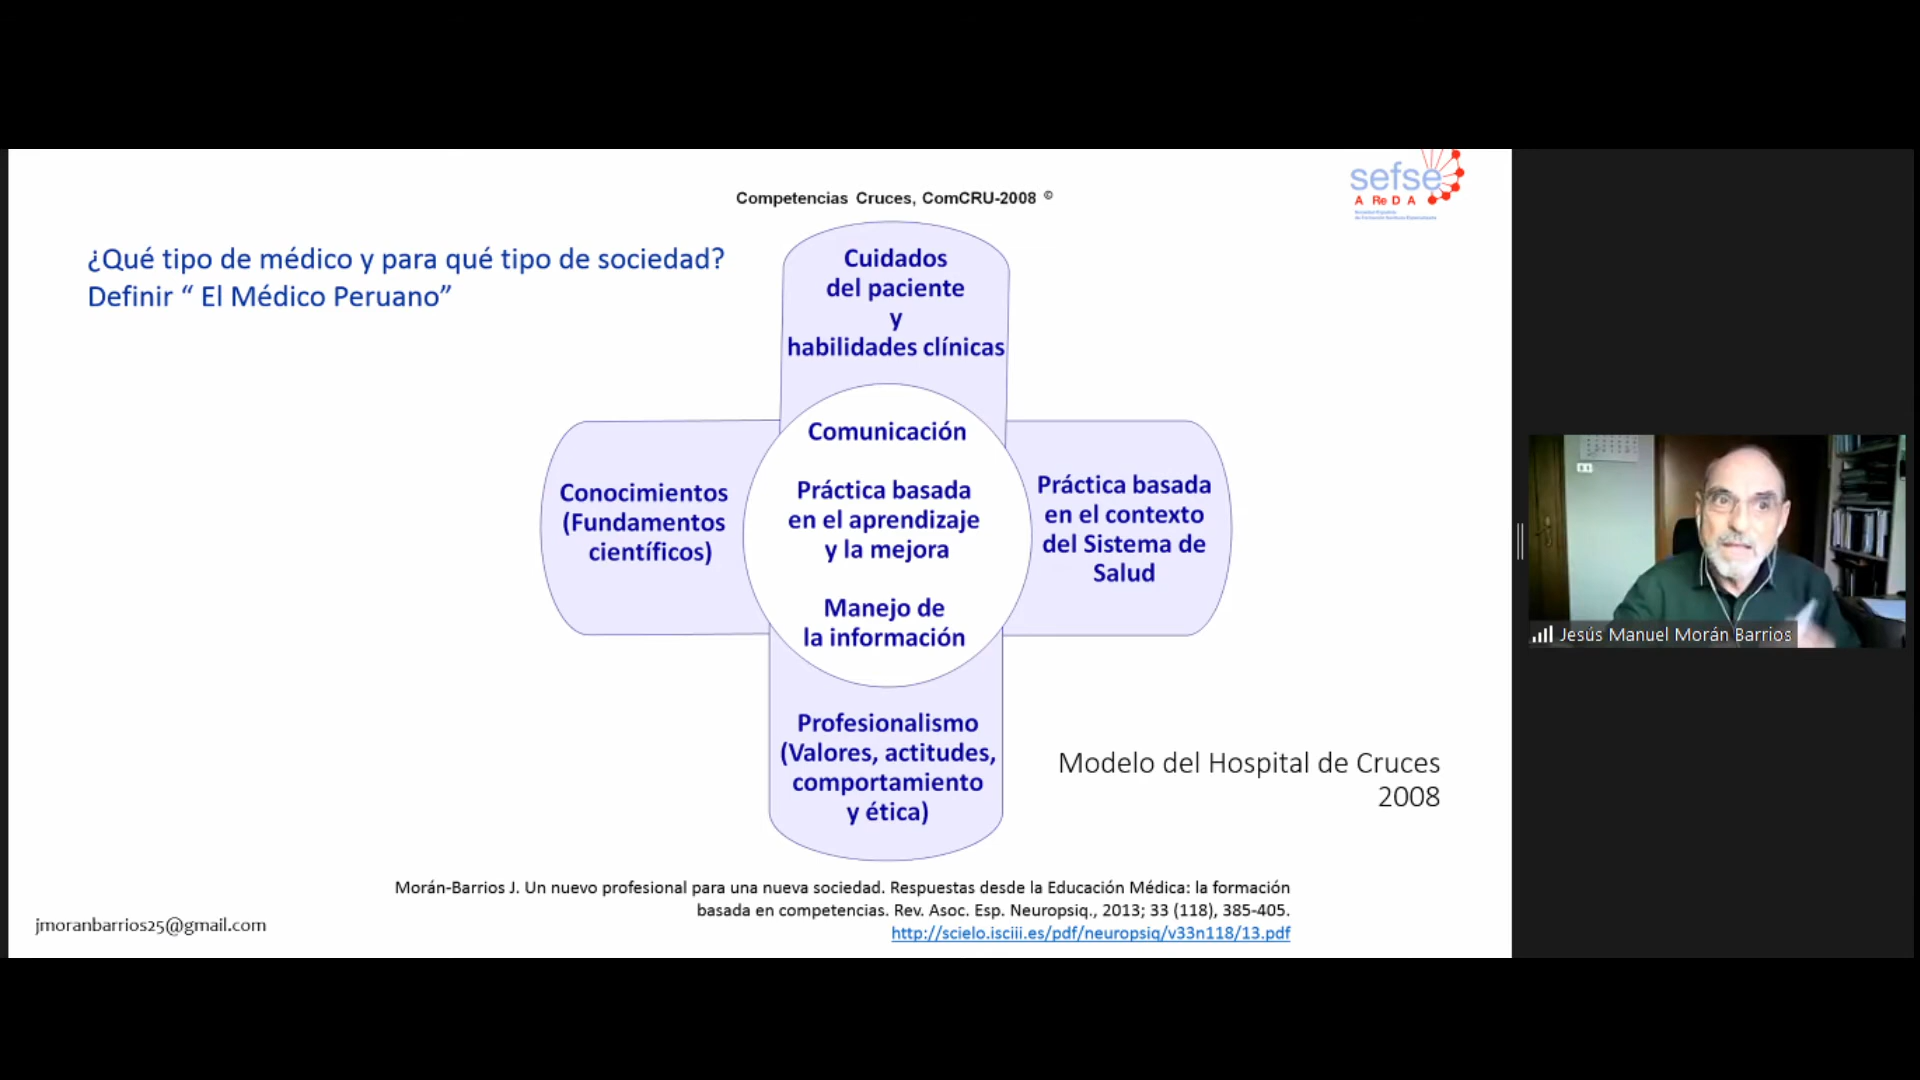 Competencias Cruces, ComCRU-2008 ©
sefse
A ReDA
¿Qué tipo de médico y para qué tipo de sociedad?
Definir “ El Médico Peruano”
Cuidados
del paciente
y
habilidades clínicas
Conocimientos
(Fundamentos
científicos)
Comunicación
Práctica basada
en el aprendizaje
y la mejora
Manejo de
la información
Práctica basada
en el contexto
del Sistema de
Salud
Profesionalismo
(Valores, actitudes,
comportamiento
y ética)
Modelo del Hospital de Cruces
2008
Morán-Barrios J. Un nuevo profesional para una nueva sociedad. Respuestas desde la Educación Médica: la formación
basada en competencias. Rev. Asoc. Esp. Neuropsiq., 2013; 33 (118), 385-405.
http://scielo.isciii.es/pdf/neuropsiq/v33n118/13.pdf
jmoranbarrios25@gmail.com
Jesús Manuel Morán Barrios